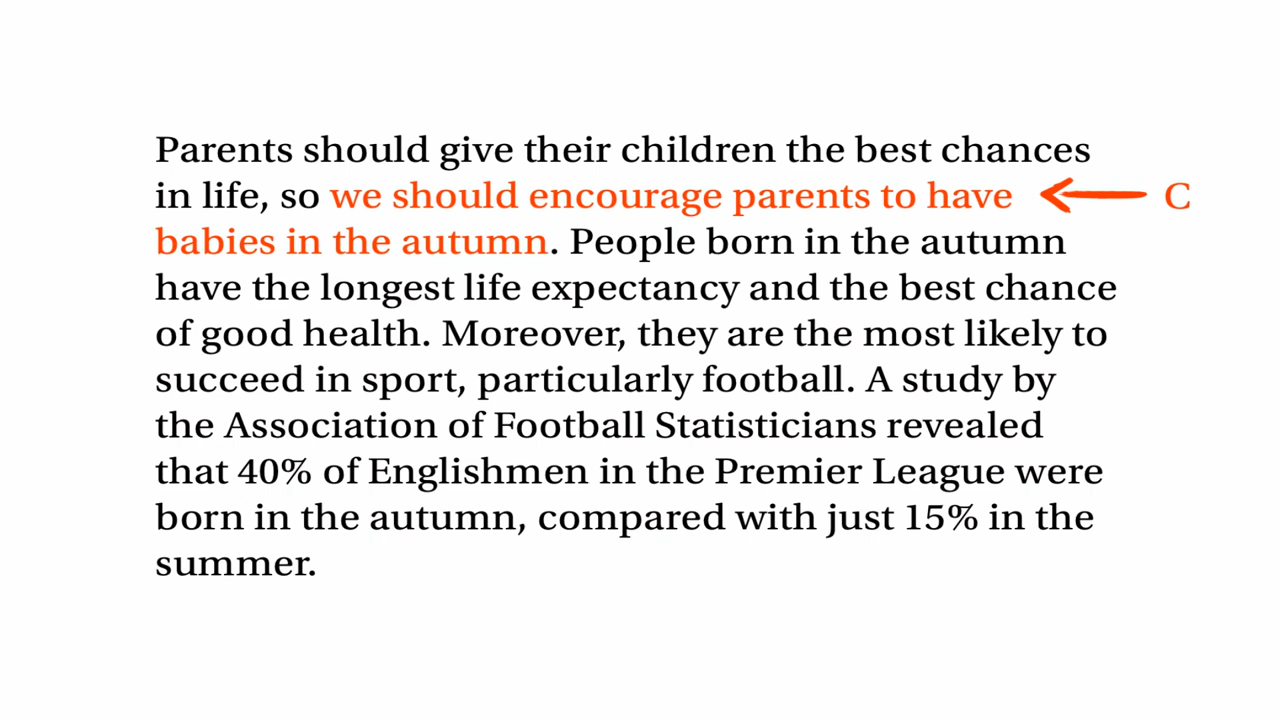 Parents should give their children the best chances
in life, so we should encourage parents to have
C
babies in the autumn. People born in the autumn
have the longest life expectancy and the best chance
of good health. Moreover, they are the most likely to
succeed in sport, particularly football. A study by
the Association of Football Statisticians revealed
that 40% of Englishmen in the Premier League were
born in the autumn, compared with just 15% in the
summer.